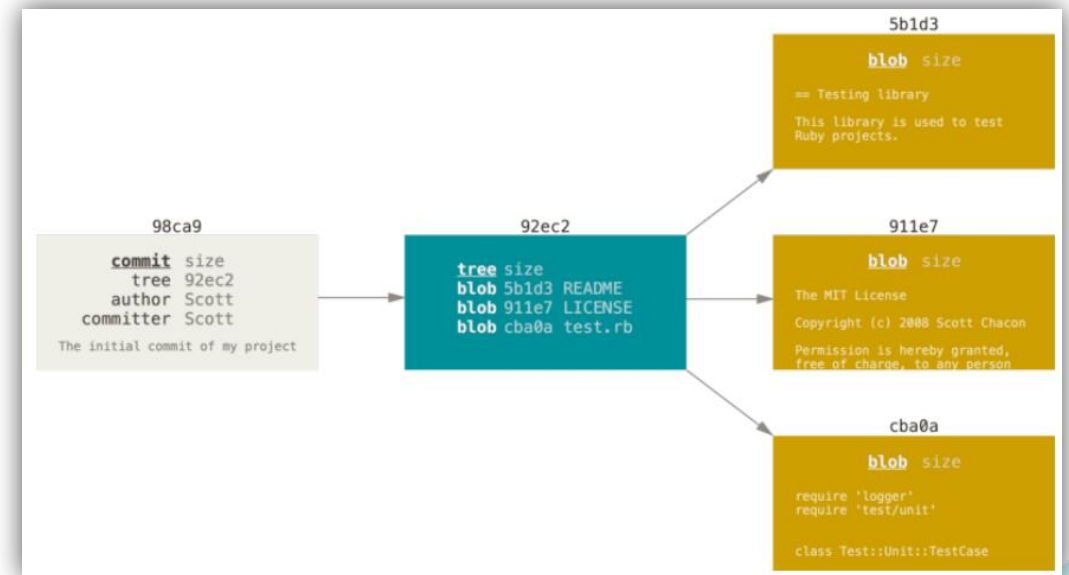 98ca9
commit size
tree 92ec2
author Scott
committer Scott
The initial commit of my project
92ec2
tree size
blob 5b1d3 README
blob 911e7 LICENSE
blob cba0a test.rb
5b1d3
blob size
== Testing library
This library is used to test
Ruby projects.
911e7
blob size
The MIT License
Copyright (c) 2008 Scott Chacon
Permission is hereby granted,
free of charge, to any person
cba0a
blob size
require 'logger'
require 'test/unit'
class Test::Unit::TestCase